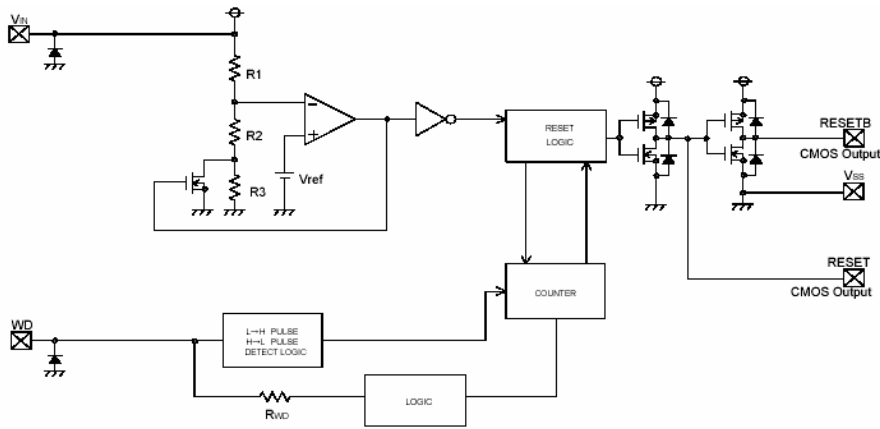 VIN
R1
R2
R3
Vref
−
+
RESET
LOGIC
RESETB
CMOS Output
VSS
RESET
CMOS Output
COUNTER
WD
L→H PULSE
H→L PULSE
DETECT LOGIC
RWD
LOGIC